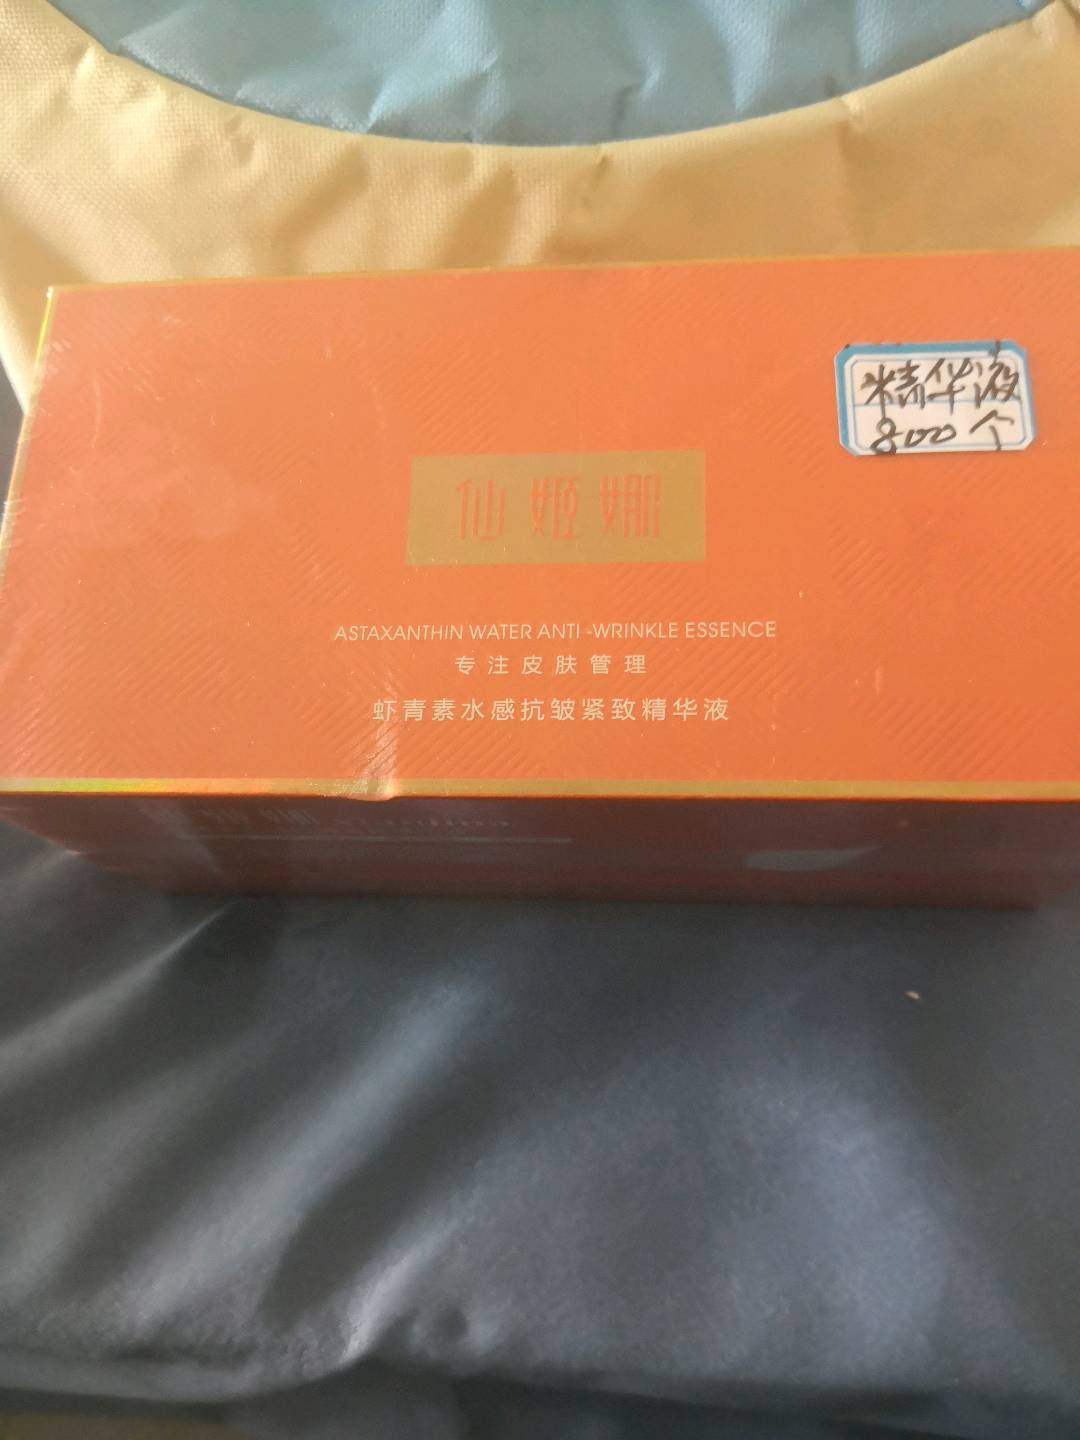 精华液
8000个
仙姬娜
ASTAXANTHIN WATER ANTI-WRINKLE ESSENCE
专注皮肤管理
虾青素水感抗皱紧致精华液